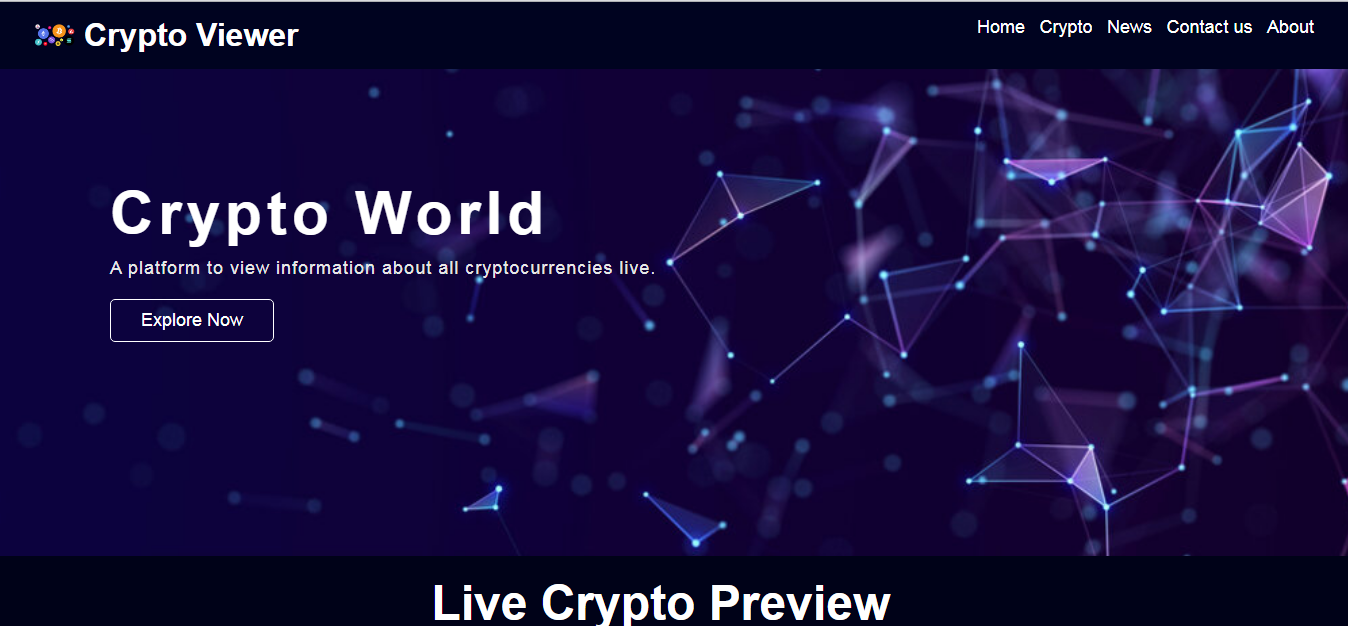 Crypto Viewer
Home Crypto News Contact us About
Crypto World
A platform to view information about all cryptocurrencies live.
Explore Now
Live Crypto Preview